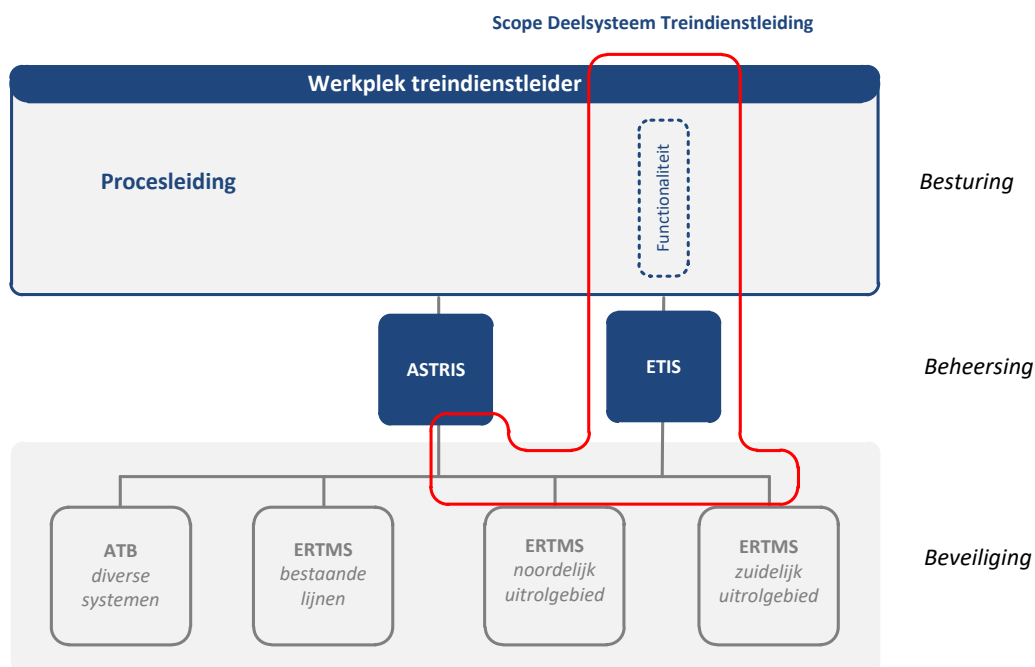 Scope Deelsysteem Treindienstleiding
Werkplek treindienstleider
Procesleiding
Functionaliteit
Besturing
ASTRIS
ETIS
Beheersing
ATB
diverse
systemen
ERTMS
bestaande
lijnen
ERTMS
noordelijk
uitrolgebied
ERTMS
zuidelijk
uitrolgebied
Beveiliging